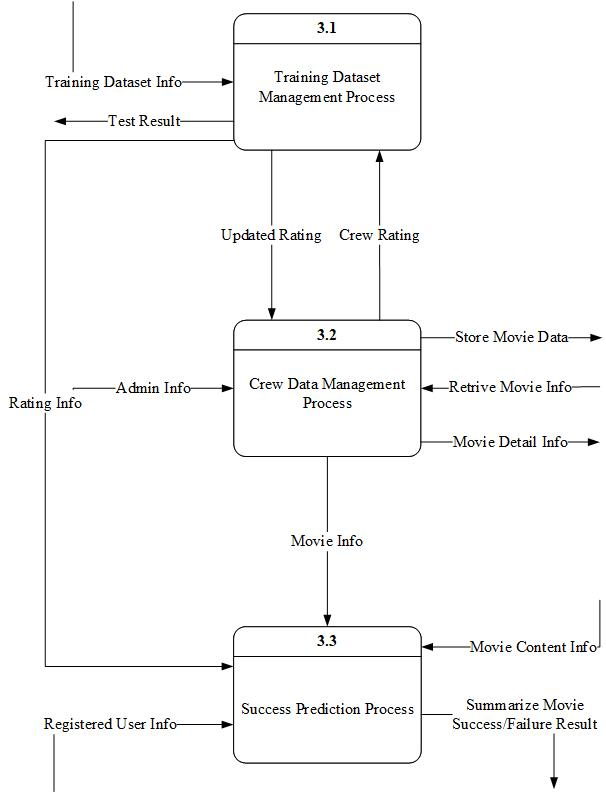 3.1
Training Dataset
Management Process
Training Dataset Info
Test Result
Updated Rating
Crew Rating
3.2
Crew Data Management
Process
Store Movie Data
Admin Info
Retrive Movie Info
Rating Info
Movie Detail Info
Movie Info
3.3
Success Prediction Process
Movie Content Info
Registered User Info
Summarize Movie
Success/Failure Result